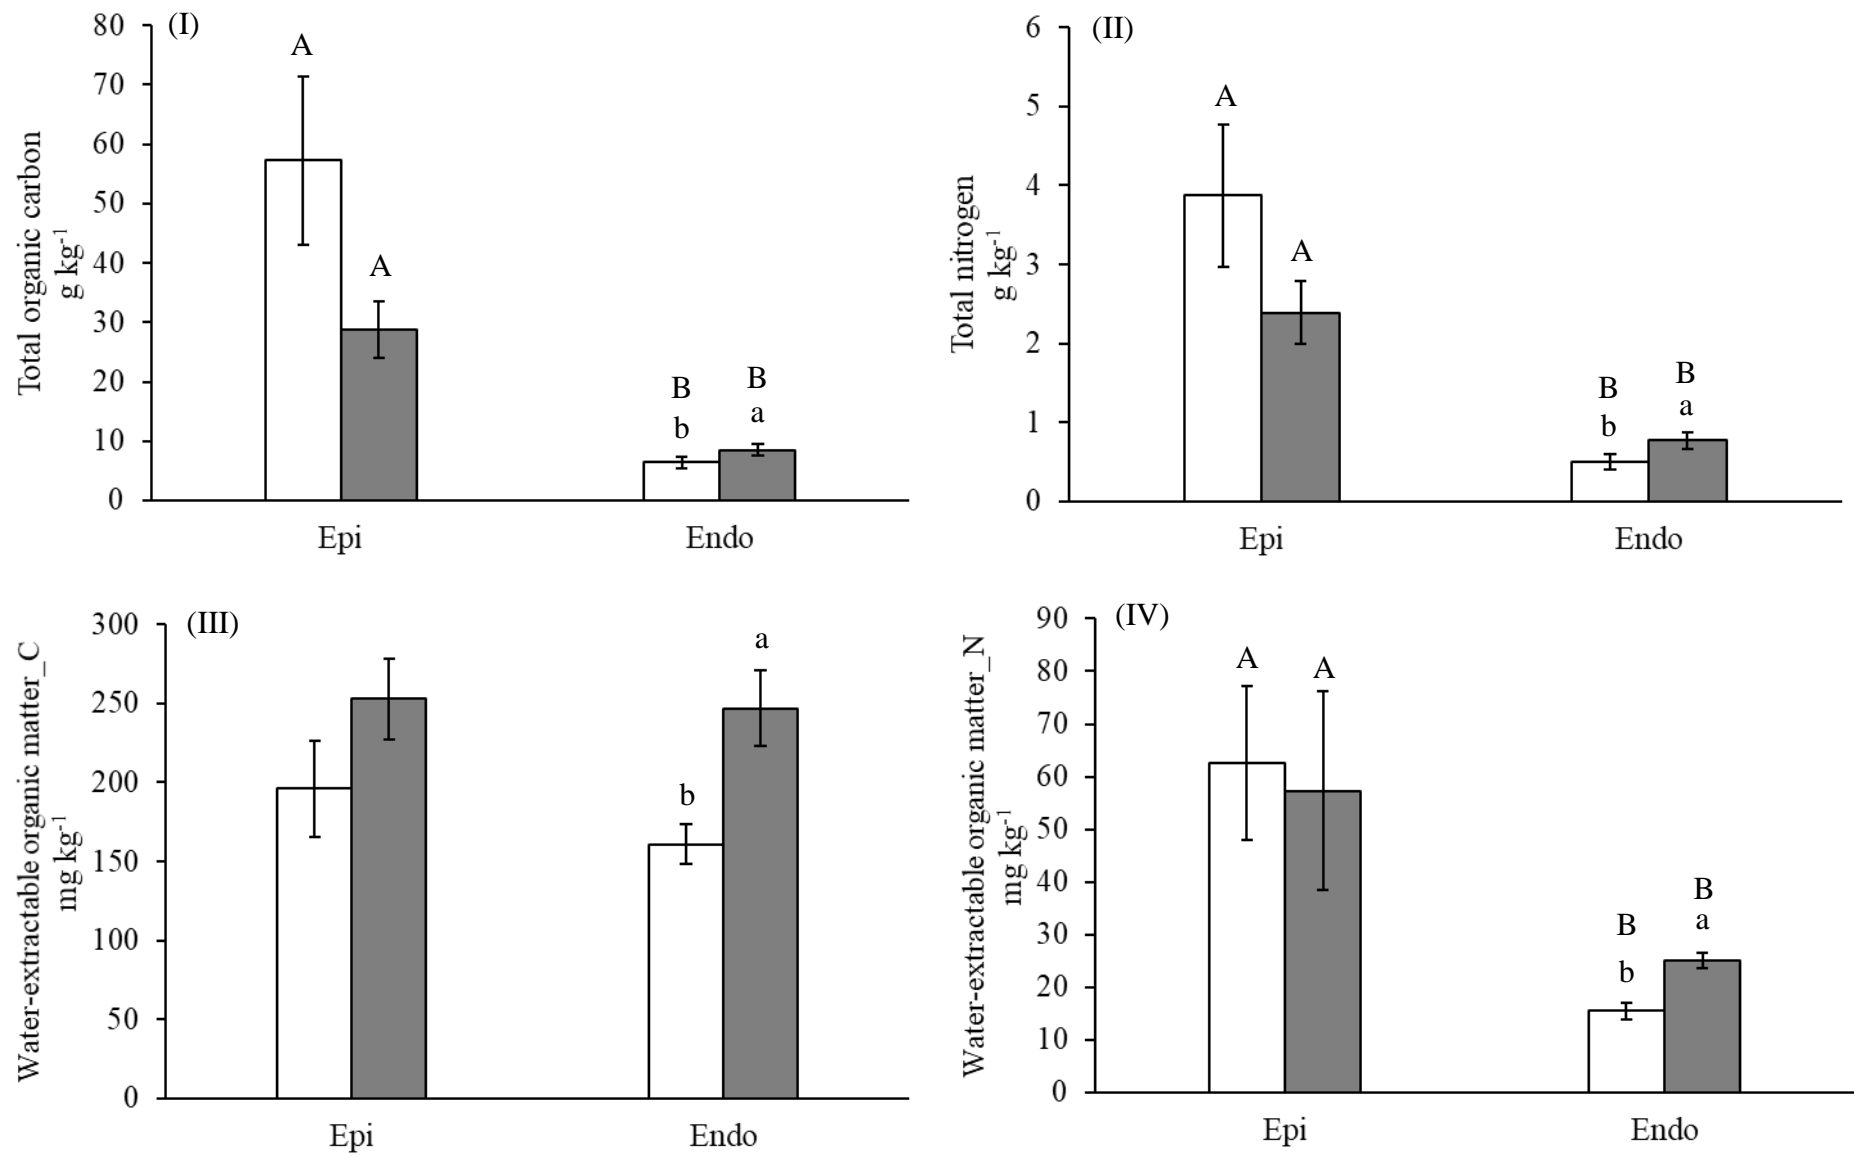 (I)
80
70
60
50
40
30
20
10
0
Total organic carbon
g kg-1
A
A
B
b
B
a
Epi
Endo
(II)
6
5
4
3
2
1
0
Total nitrogen
g kg-1
A
A
B
b
B
a
Epi
Endo
(III)
300
250
200
150
100
50
0
Water-extractable organic matter_C
mg kg-1
b
a
Epi
Endo
(IV)
90
80
70
60
50
40
30
20
10
0
Water-extractable organic matter_N
mg kg-1
A
A
B
b
B
a
Epi
Endo